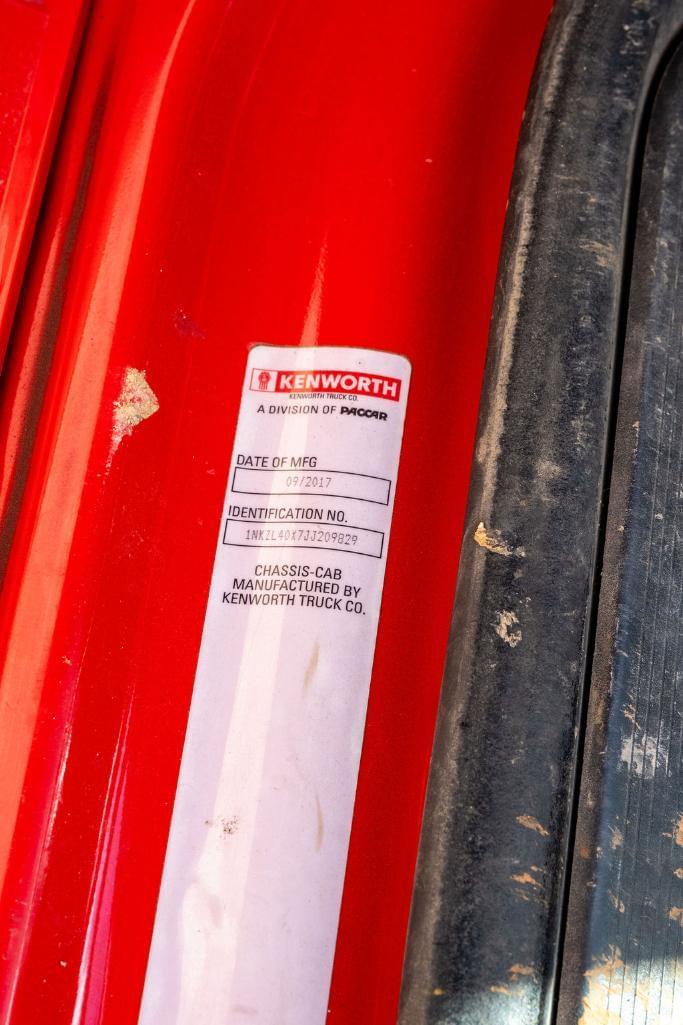 KENWORTH
KENWORTH TRUCK CO.
A DIVISION OF PACCAR
DATE OF MFG
09/2017
IDENTIFICATION NO.
1NKZL40X7JJ209829
CHASSIS-CAB
MANUFACTURED BY
KENWORTH TRUCK CO.